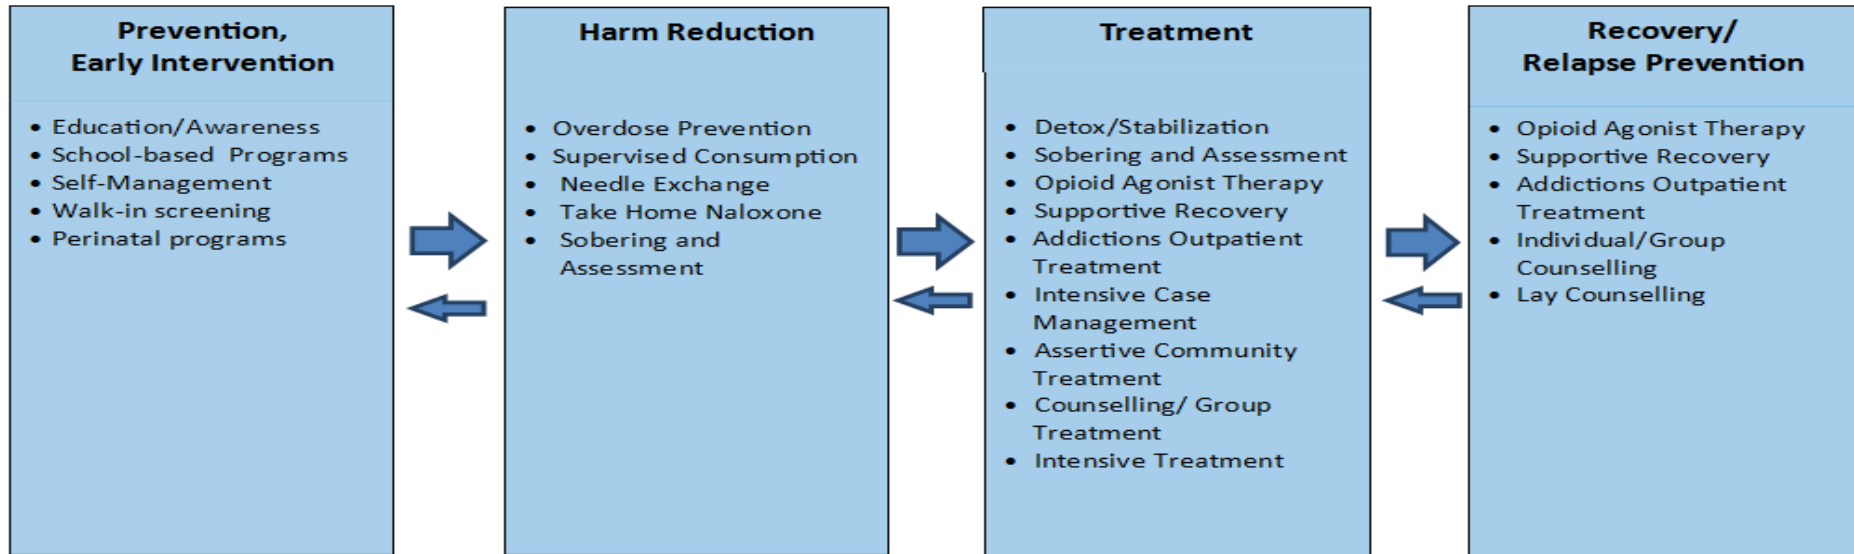 Prevention,
Early Intervention
• Education/Awareness
• School-based Programs
• Self-Management
• Walk-in screening
• Perinatal programs
Harm Reduction
• Overdose Prevention
• Supervised Consumption
• Needle Exchange
• Take Home Naloxone
• Sobering and
Assessment
Treatment
• Detox/Stabilization
• Sobering and Assessment
• Opioid Agonist Therapy
• Supportive Recovery
• Addictions Outpatient
Treatment
• Intensive Case
Management
• Assertive Community
Treatment
• Counselling/ Group
Treatment
• Intensive Treatment
Recovery/
Relapse Prevention
• Opioid Agonist Therapy
• Supportive Recovery
• Addictions Outpatient
Treatment
• Individual/Group
Counselling
• Lay Counselling